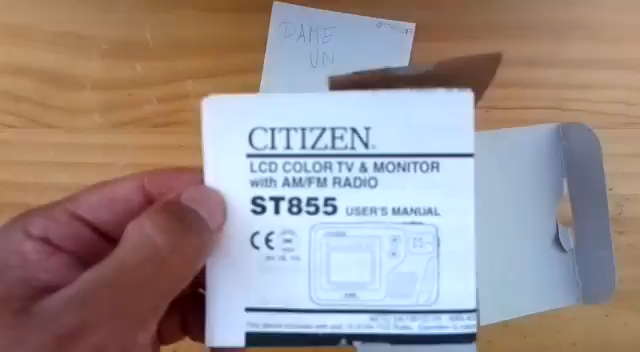 DAME
UN
CITIZEN
LCD COLOR TV & MONITOR
with AM/FM RADIO
ST855 USER'S MANUAL
CE